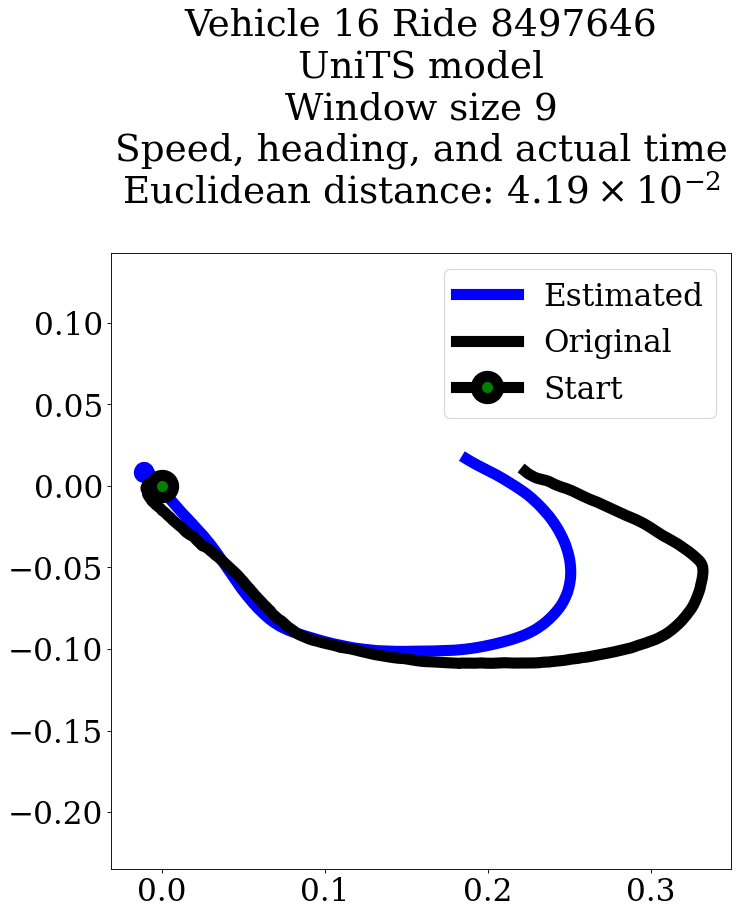 Vehicle 16 Ride 8497646
UniTS model
Window size 9
Speed, heading, and actual time
Euclidean distance: 4.19 × 10⁻²
Estimated
Original
Start
0.10
0.05
0.00
−0.05
−0.10
−0.15
−0.20
0.0 0.1 0.2 0.3